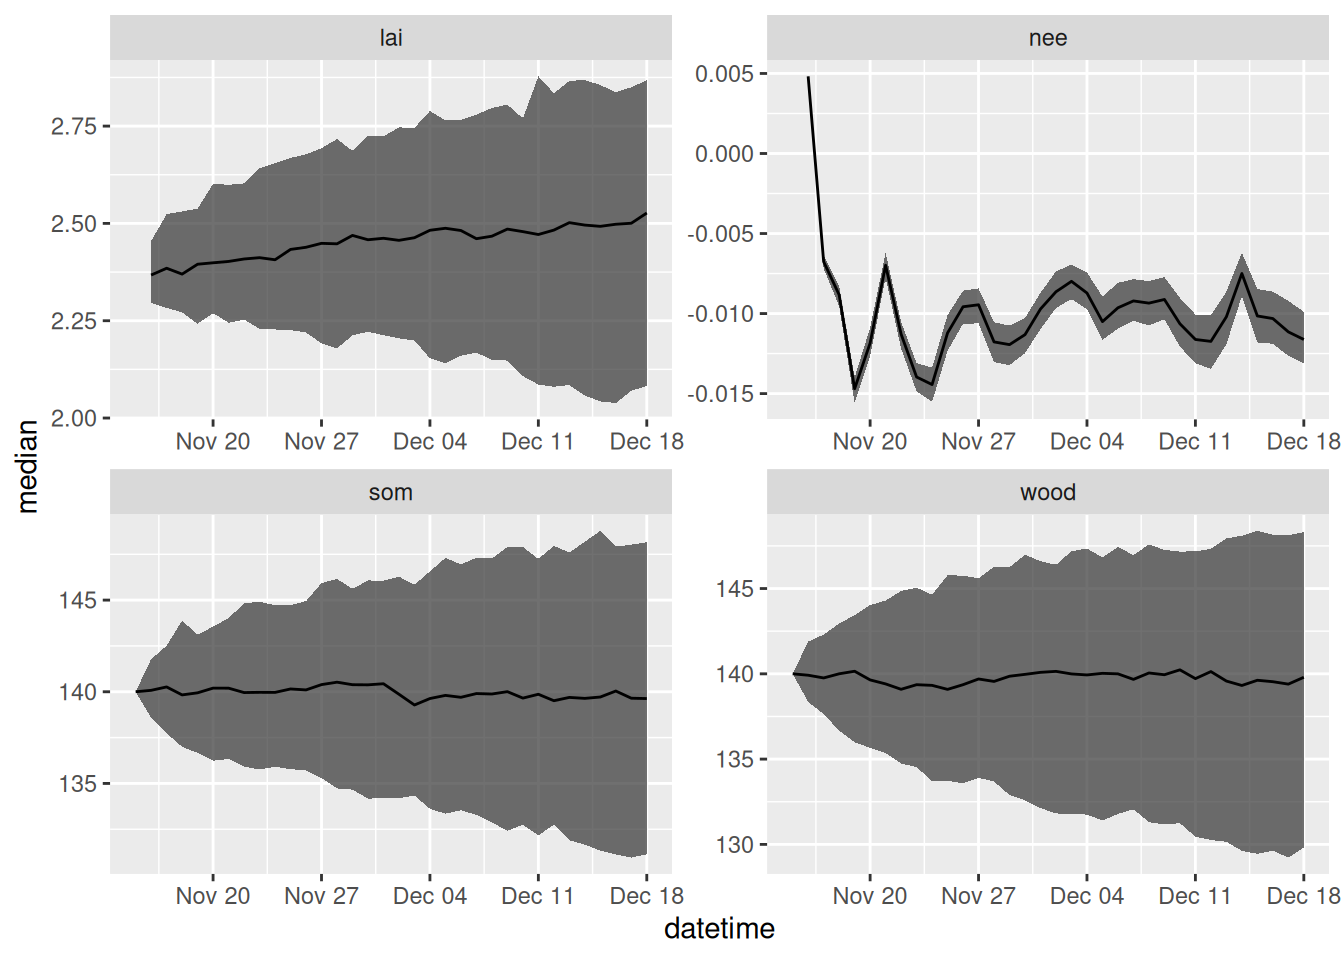 lai
nee
2.75
2.50
2.25
2.00
0.005
0.000
-0.005
-0.010
-0.015
Nov 20 Nov 27 Dec 04 Dec 11 Dec 18
Nov 20 Nov 27 Dec 04 Dec 11 Dec 18
median
som
wood
145
140
135
145
140
135
130
Nov 20 Nov 27 Dec 04 Dec 11 Dec 18
Nov 20 Nov 27 Dec 04 Dec 11 Dec 18
datetime